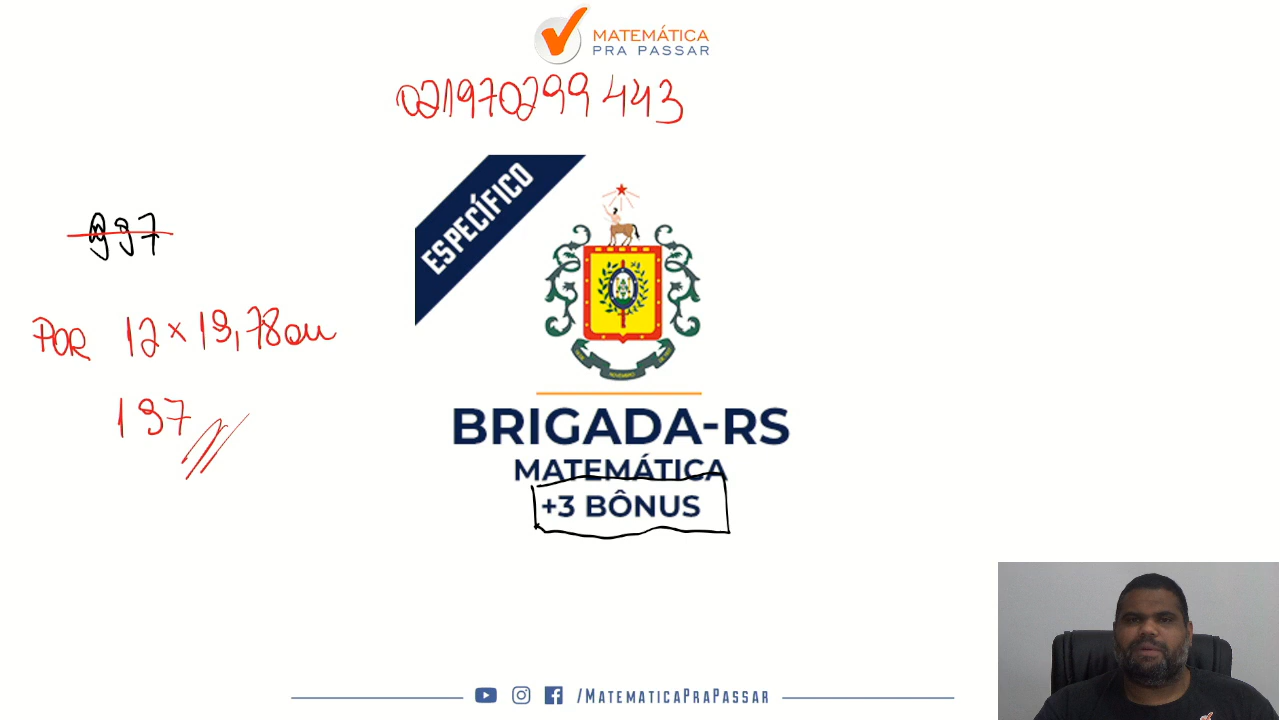 MATEMÁTICA
PRA PASSAR
021970299443
ESPECÍFICO
997
POR 12 x 19,78 ou
197
BRIGADA-RS
MATEMÁTICA
+3 BÔNUS
/MATEMATICAPRAPASSAR